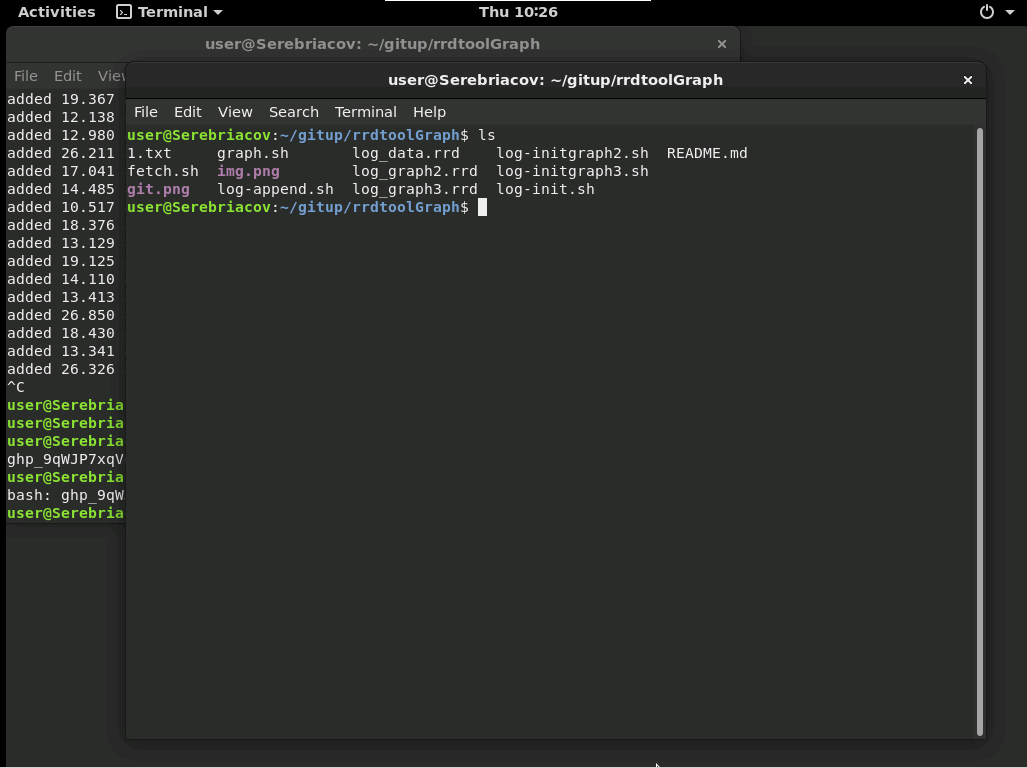 Activities Terminal Thu 10:26
user@Serebriacov: ~/gitup/rrdtoolGraph ×
File Edit View
added 19.367
added 12.138
added 12.980
added 26.211
added 17.041
added 14.485
added 10.517
added 18.376
added 13.129
added 19.125
added 14.110
added 13.413
added 26.850
added 18.430
added 13.341
added 26.326
^C
user@Serebria
user@Serebria
user@Serebria
ghp_9qWJP7xqV
user@Serebria
bash: ghp_9qW
user@Serebria
user@Serebriacov: ~/gitup/rrdtoolGraph ×
File Edit View Search Terminal Help
user@Serebriacov:~/gitup/rrdtoolGraph$ ls
1.txt graph.sh log_data.rrd log-initgraph2.sh README.md
fetch.sh img.png log_graph2.rrd log-initgraph3.sh
git.png log-append.sh log_graph3.rrd log-init.sh
user@Serebriacov:~/gitup/rrdtoolGraph$